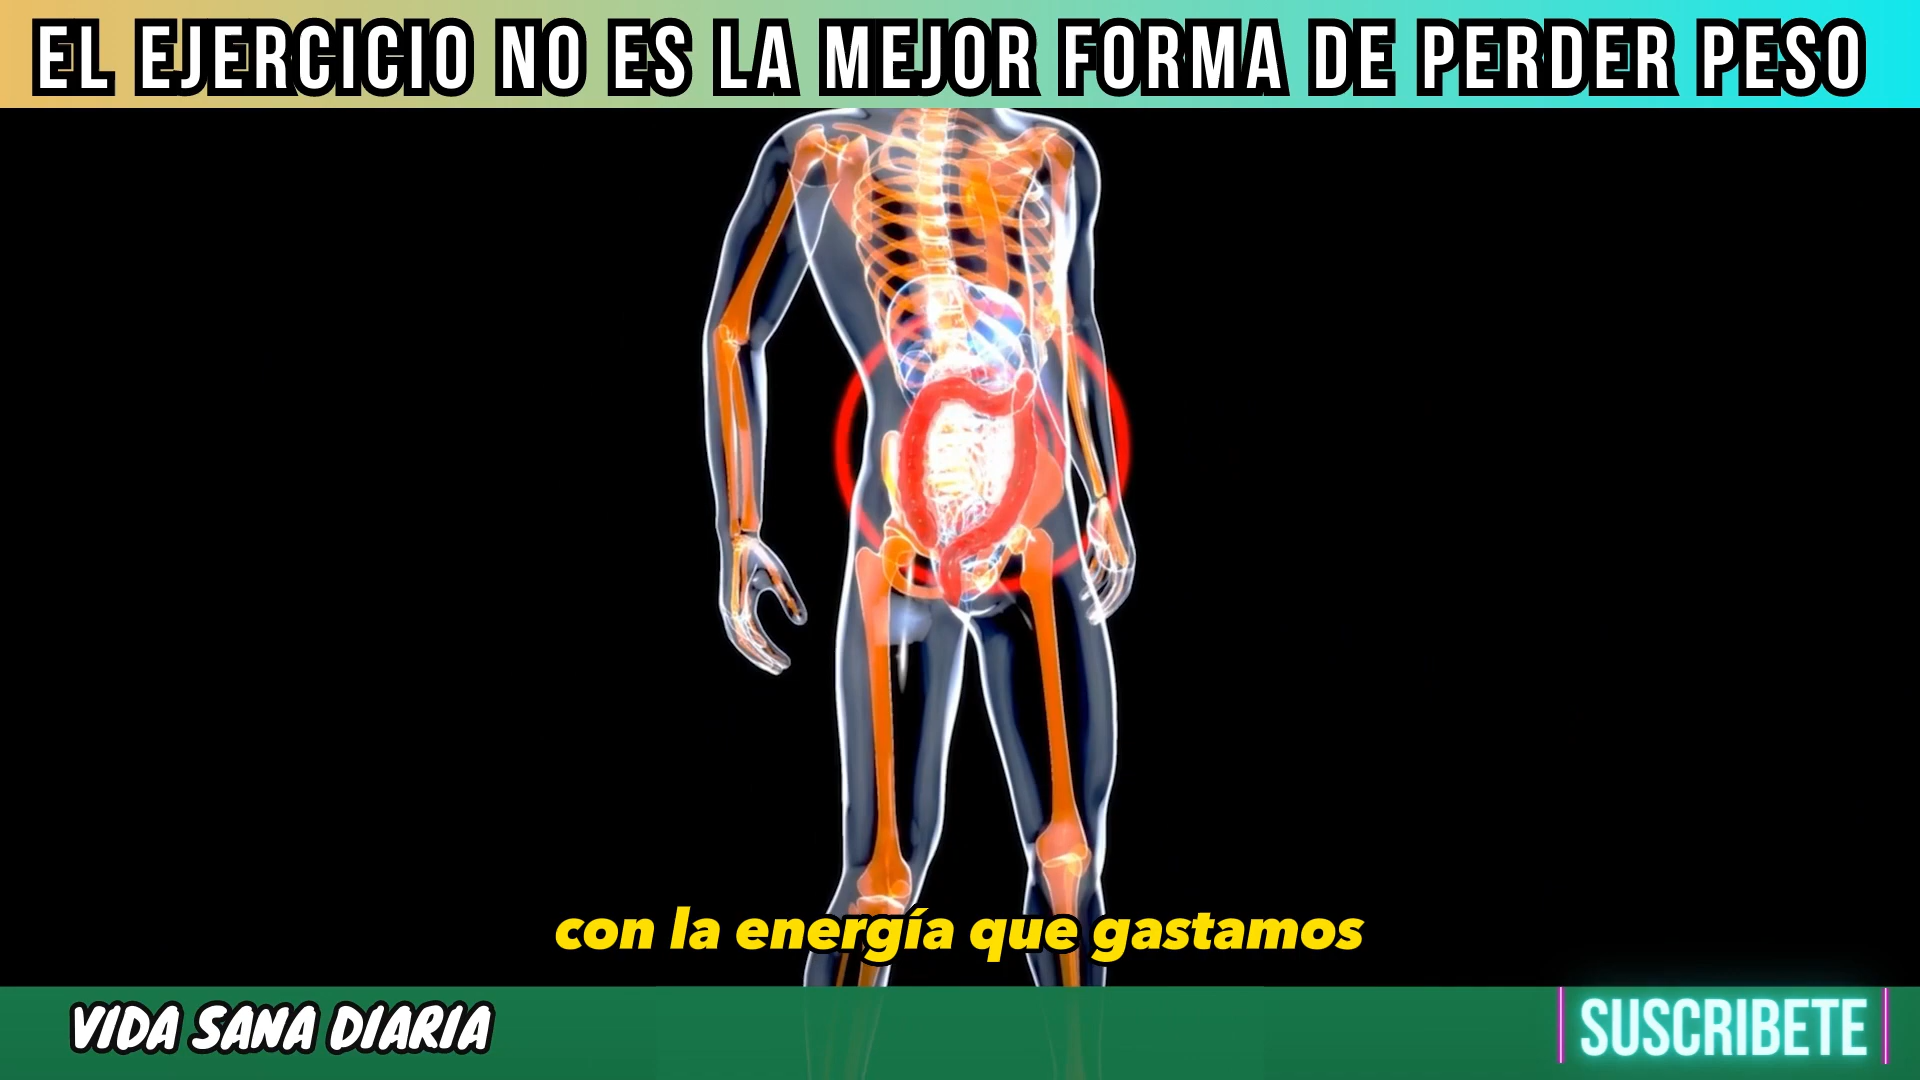 EL EJERCICIO NO ES LA MEJOR FORMA DE PERDER PESO
con la energía que gastamos
VIDA SANA DIARIA
SUSCRIBETE